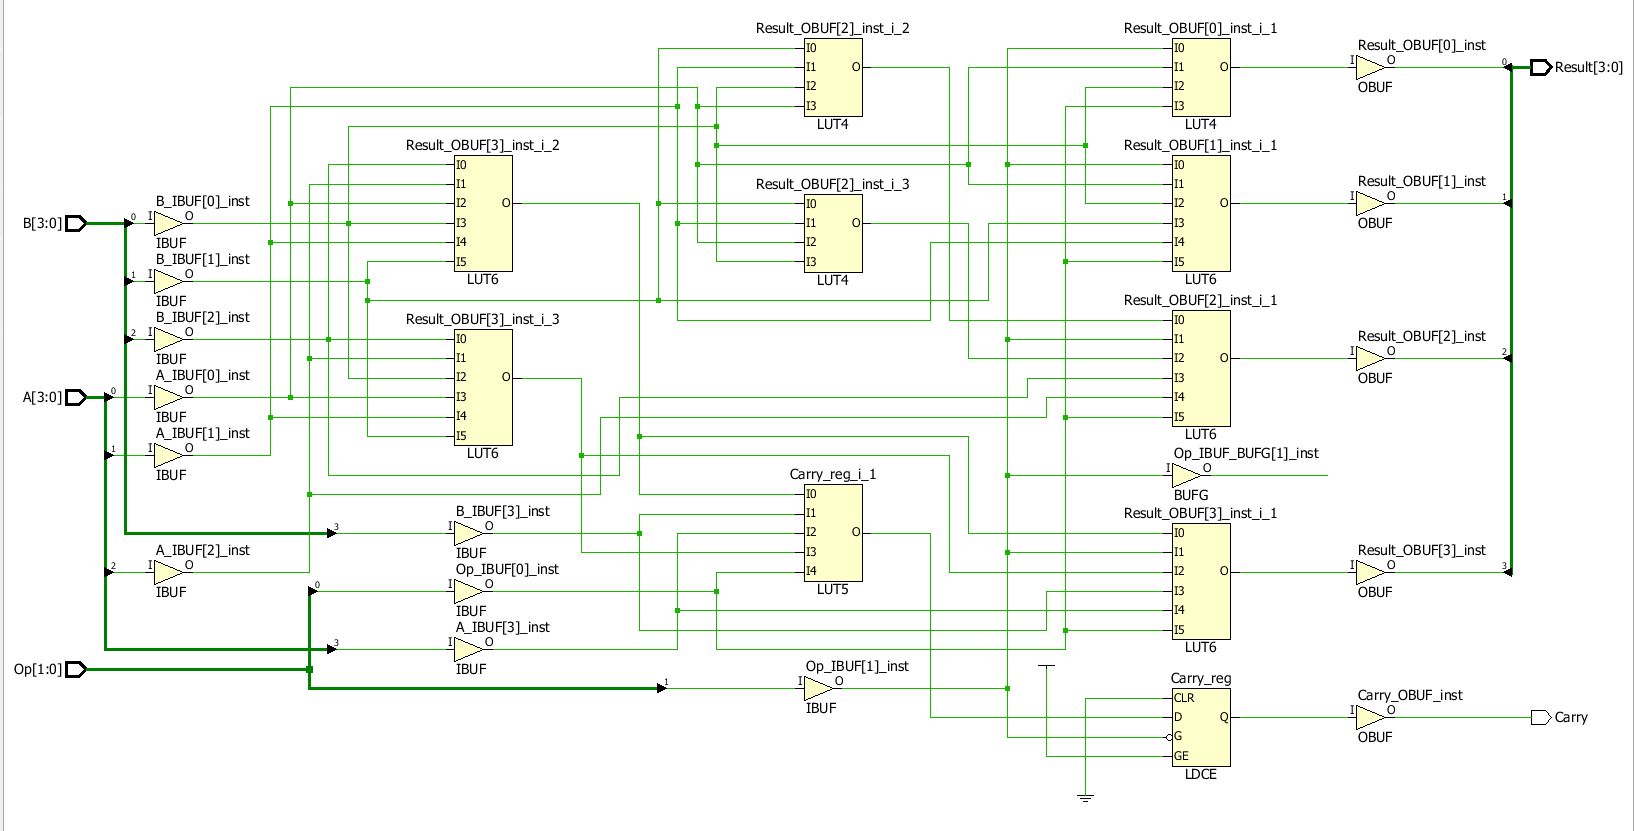 Result_OBUF[2]_inst_i_2
I0
I1
O
I2
I3
LUT4
Result_OBUF[0]_inst_i_1
I0
I1
O
I2
I3
LUT4
Result_OBUF[0]_inst
I
O
OBUF
0
Result[3:0]
Result_OBUF[3]_inst_i_2
I0
I1
I2
O
I3
I4
I5
LUT6
Result_OBUF[2]_inst_i_3
I0
I1
O
I2
I3
LUT4
Result_OBUF[1]_inst_i_1
I0
I1
I2
O
I3
I4
I5
LUT6
Result_OBUF[1]_inst
I
O
OBUF
1
B[3:0]
0
B_IBUF[0]_inst
I
O
IBUF
1
B_IBUF[1]_inst
I
O
IBUF
2
B_IBUF[2]_inst
I
O
IBUF
A[3:0]
0
A_IBUF[0]_inst
I
O
IBUF
1
A_IBUF[1]_inst
I
O
IBUF
Result_OBUF[3]_inst_i_3
I0
I1
I2
O
I3
I4
I5
LUT6
Result_OBUF[2]_inst_i_1
I0
I1
I2
O
I3
I4
I5
LUT6
Result_OBUF[2]_inst
I
O
OBUF
2
Op_IBUF_BUFG[1]_inst
I
O
BUFG
Carry_reg_i_1
I0
I1
I2
O
I3
I4
LUT5
3
B_IBUF[3]_inst
I
O
IBUF
2
A_IBUF[2]_inst
I
O
IBUF
0
Op_IBUF[0]_inst
I
O
IBUF
3
A_IBUF[3]_inst
I
O
IBUF
Result_OBUF[3]_inst_i_1
I0
I1
I2
O
I3
I4
I5
LUT6
Result_OBUF[3]_inst
I
O
OBUF
3
Op[1:0]
1
Op_IBUF[1]_inst
I
O
IBUF
Carry_reg
CLR
D
Q
G
GE
LDCE
Carry_OBUF_inst
I
O
OBUF
Carry